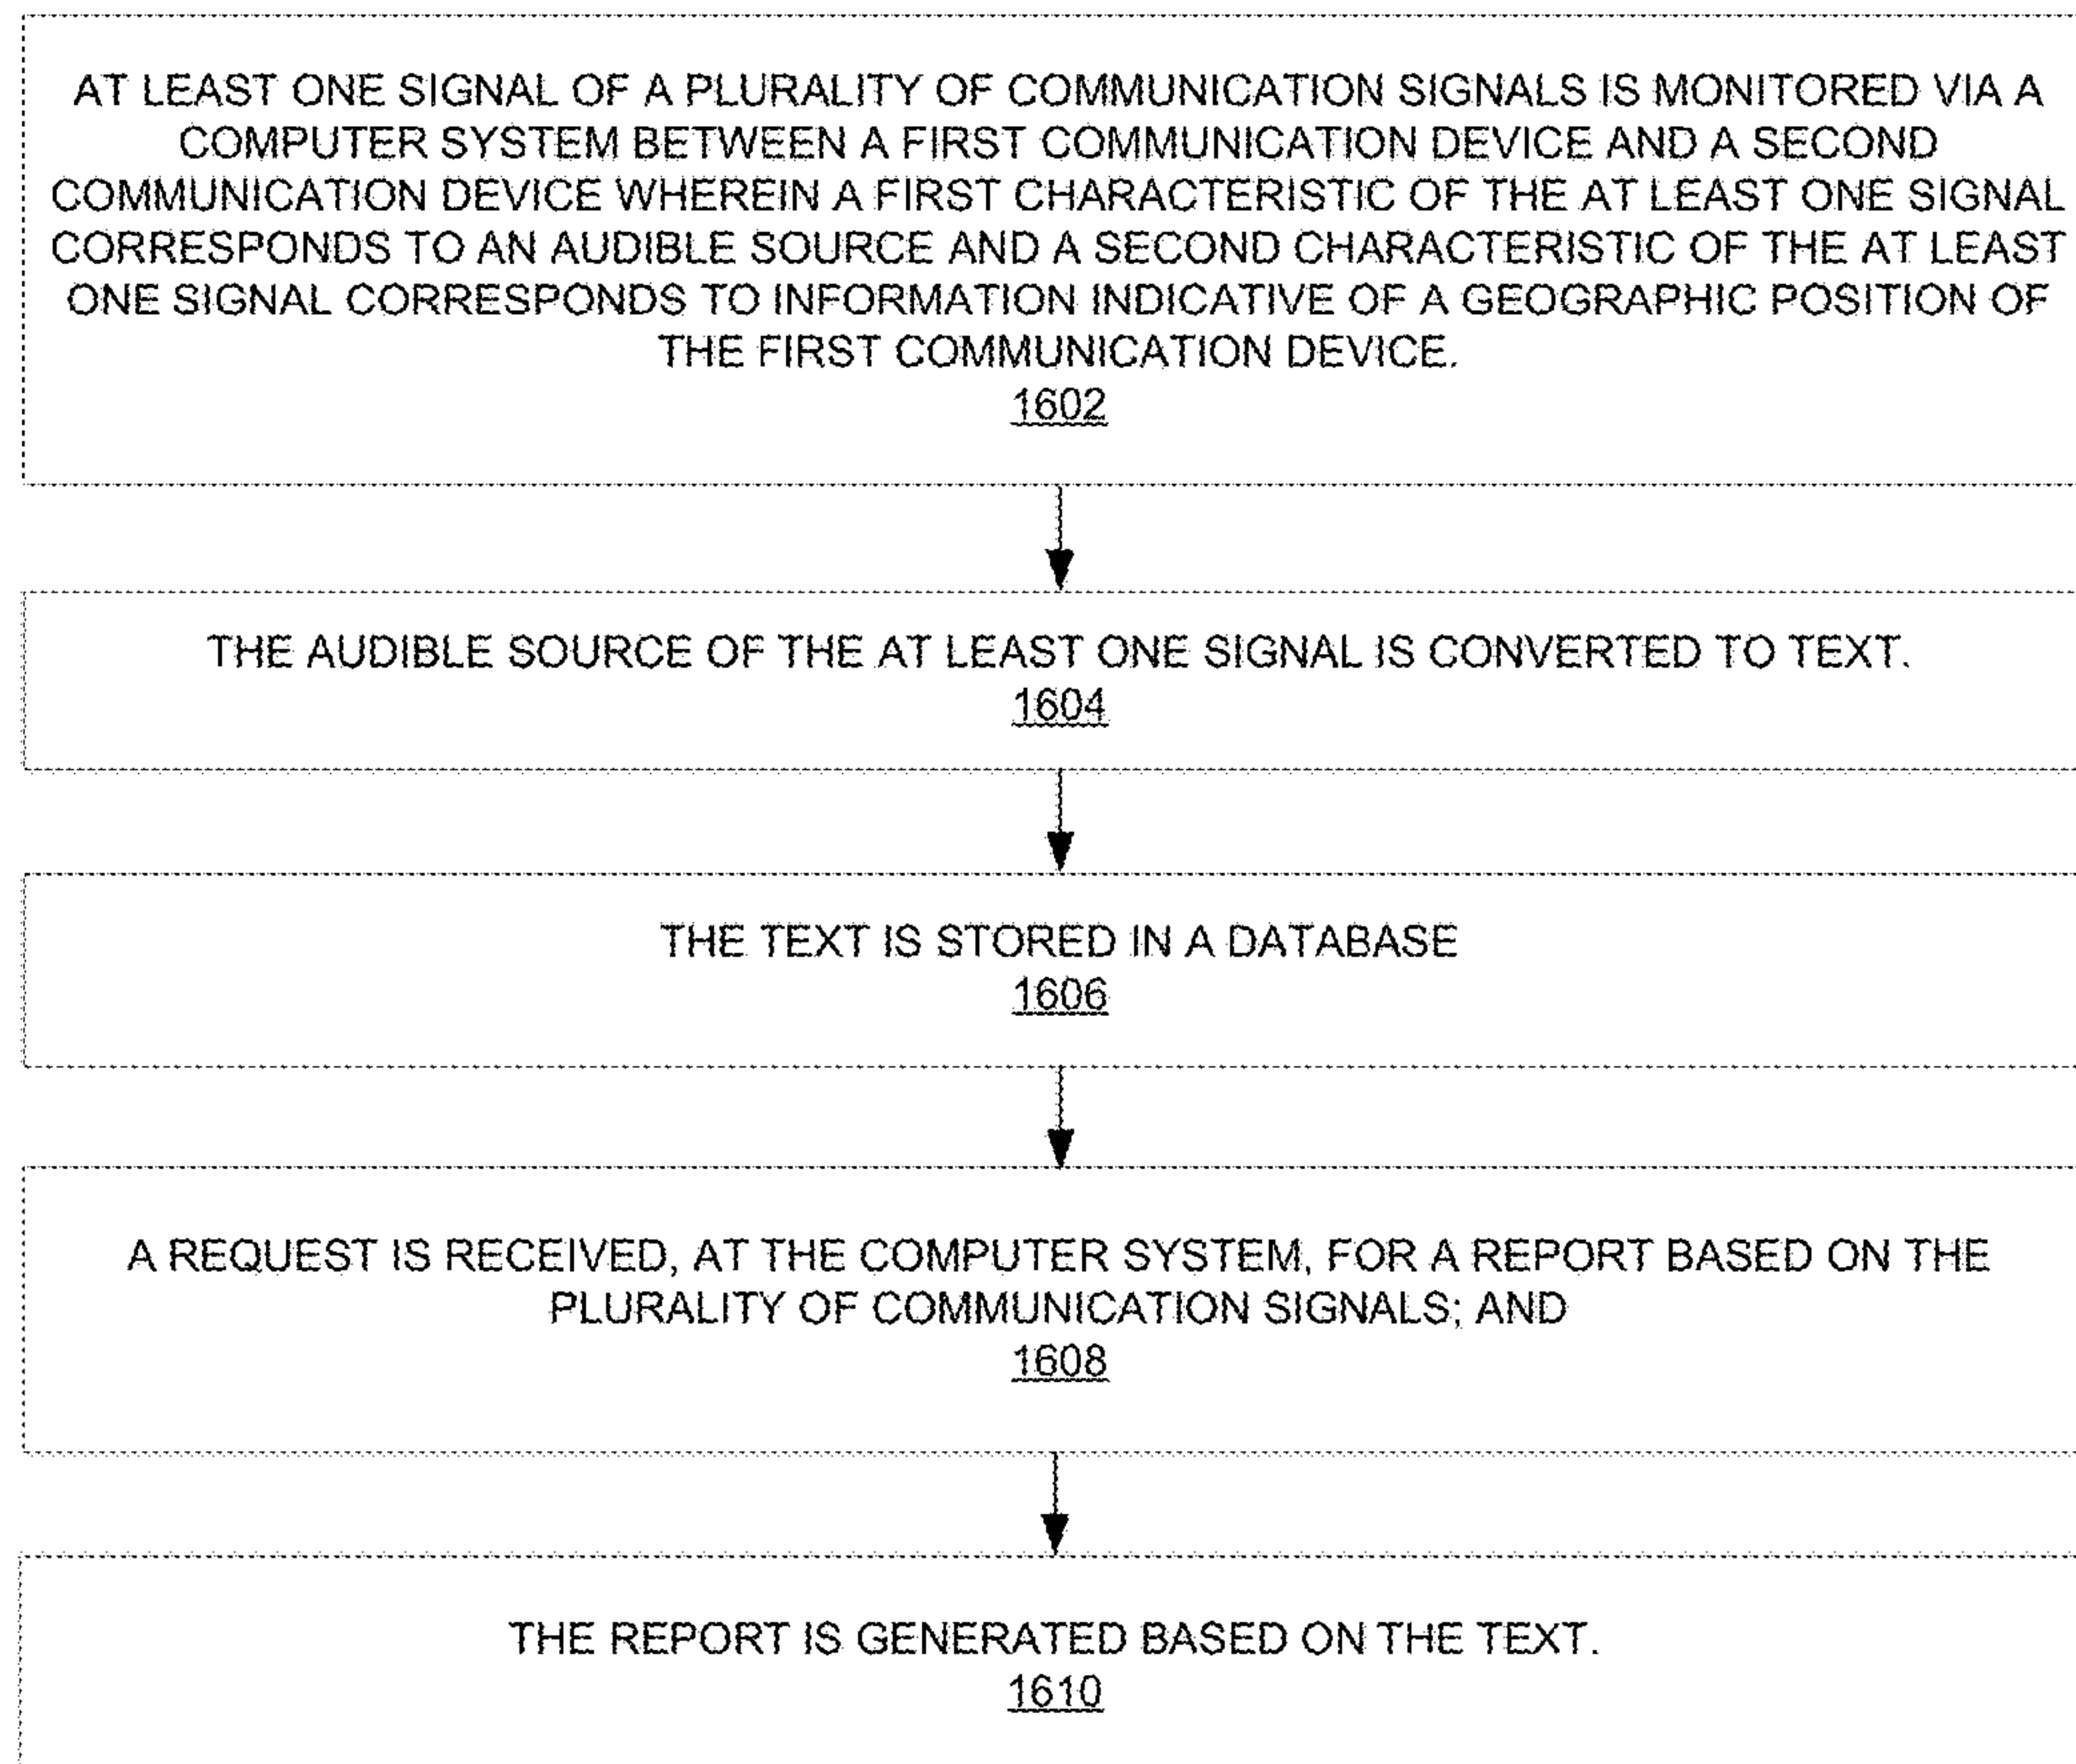 AT LEAST ONE SIGNAL OF A PLURALITY OF COMMUNICATION SIGNALS IS MONITORED VIA A
COMPUTER SYSTEM BETWEEN A FIRST COMMUNICATION DEVICE AND A SECOND
COMMUNICATION DEVICE WHEREIN A FIRST CHARACTERISTIC OF THE AT LEAST ONE SIGNAL
CORRESPONDS TO AN AUDIBLE SOURCE AND A SECOND CHARACTERISTIC OF THE AT LEAST
ONE SIGNAL CORRESPONDS TO INFORMATION INDICATIVE OF A GEOGRAPHIC POSITION OF
THE FIRST COMMUNICATION DEVICE.
1602
THE AUDIBLE SOURCE OF THE AT LEAST ONE SIGNAL IS CONVERTED TO TEXT.
1604
THE TEXT IS STORED IN A DATABASE
1606
A REQUEST IS RECEIVED, AT THE COMPUTER SYSTEM, FOR A REPORT BASED ON THE
PLURALITY OF COMMUNICATION SIGNALS; AND
1608
THE REPORT IS GENERATED BASED ON THE TEXT.
1610